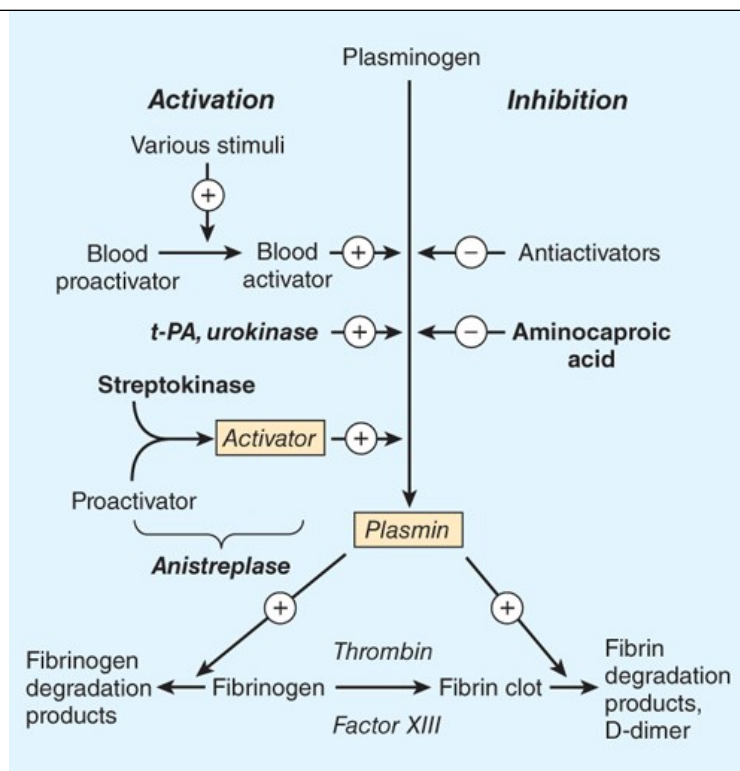 Plasminogen
Activation
Inhibition
Various stimuli
+
Blood
proactivator
Blood
activator
+
−
Antiactivators
t-PA, urokinase
+
−
Aminocaproic
acid
Streptokinase
Activator
+
Proactivator
Anistreplase
Plasmin
+
+
Fibrinogen
degradation
products
Fibrinogen
Thrombin
Factor XIII
Fibrin clot
Fibrin
degradation
products,
D-dimer